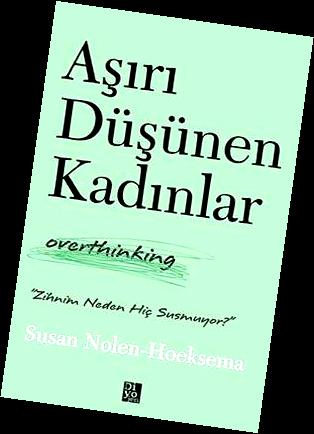 Aşırı
Düşünen
Kadınlar
overthinking
"Zihnim Neden Hiç Susmuyor?"
Susan Nolen-Hoeksema